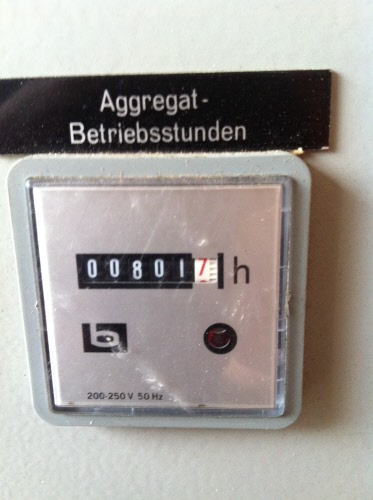 Aggregat-
Betriebsstunden
008017 h
b
200-250 V 50 Hz